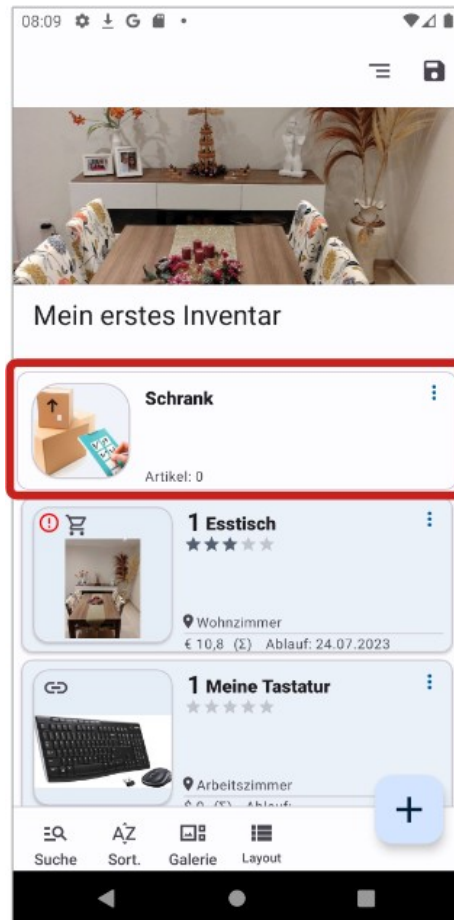 08:09
Mein erstes Inventar
Schrank
Artikel: 0
1 Esstisch
Wohnzimmer
€ 10,8 (Σ) Ablauf: 24.07.2023
1 Meine Tastatur
Arbeitszimmer
Suche Sort. Galerie Layout